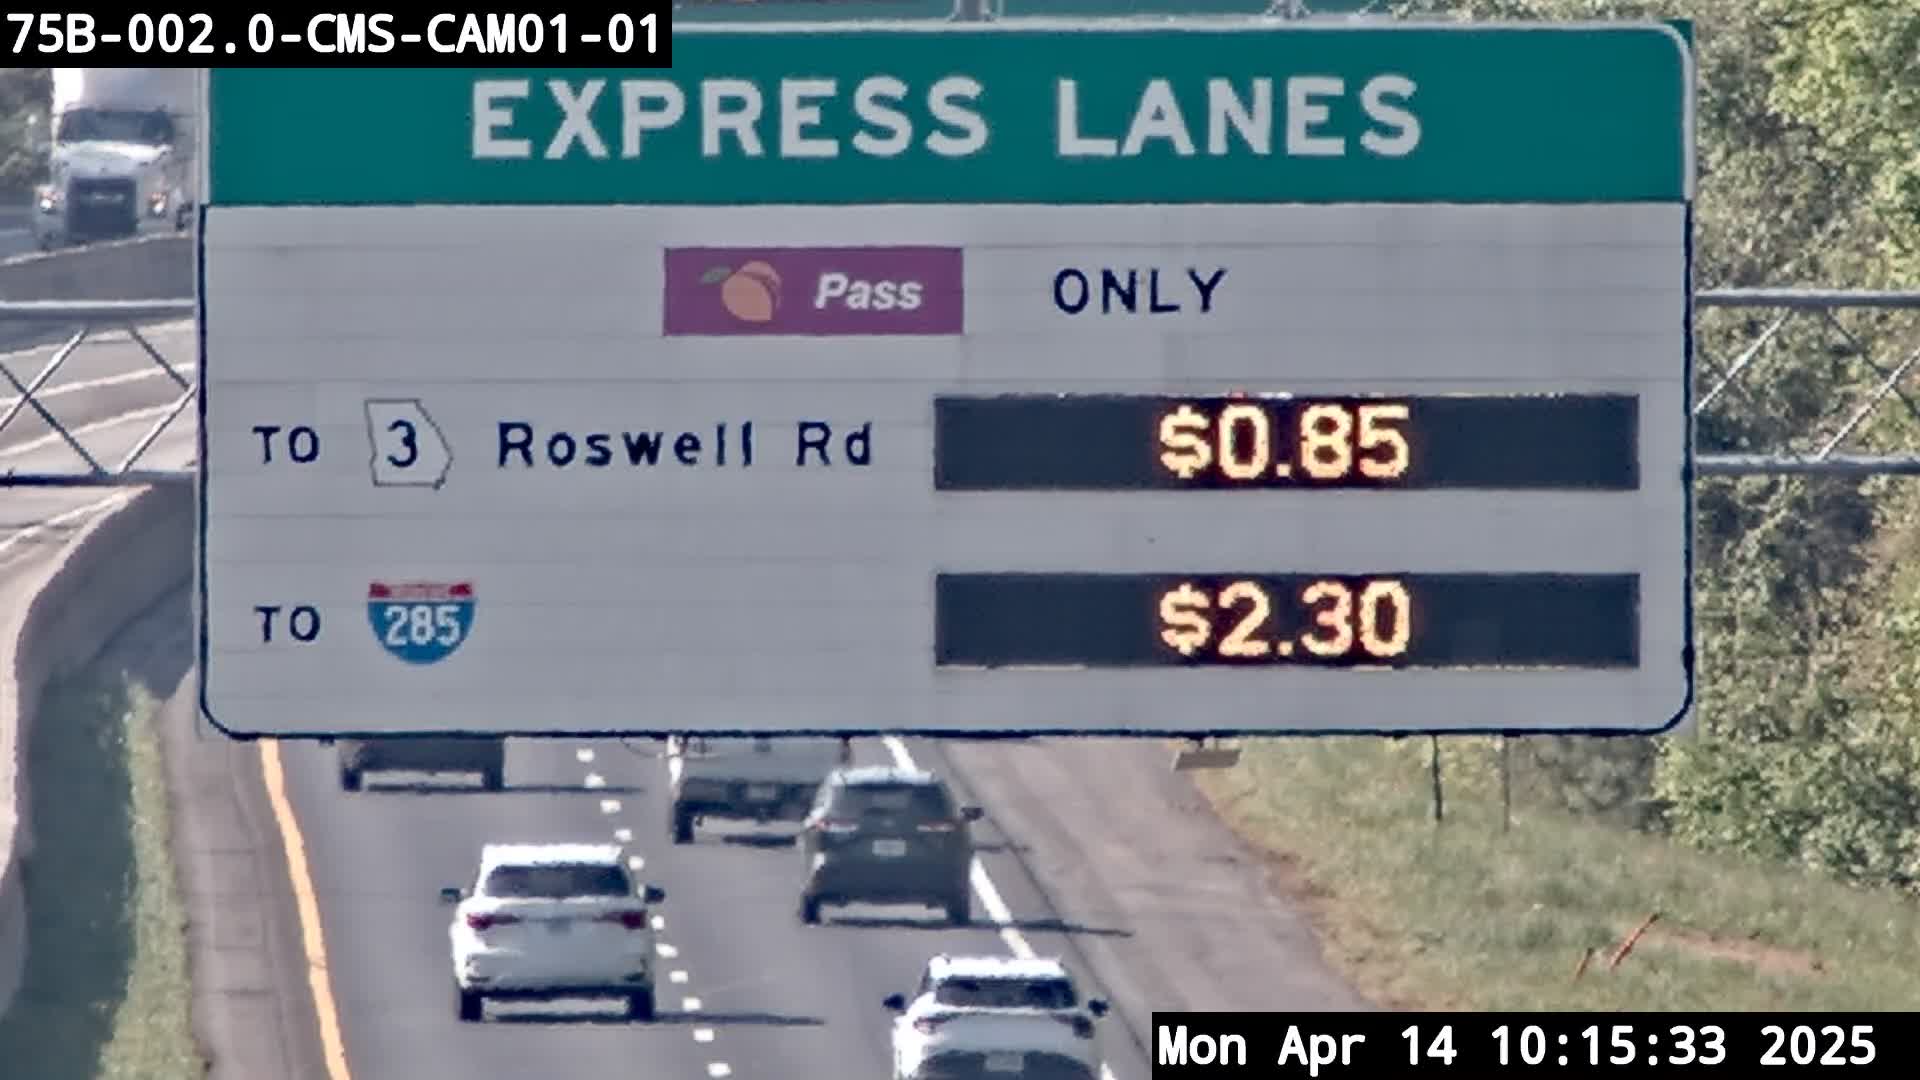 75B-002.0-CMS-CAM01-01
EXPRESS LANES
Pass ONLY
TO 3 Roswell Rd $0.85
TO 285 $2.30
Mon Apr 14 10:15:33 2025